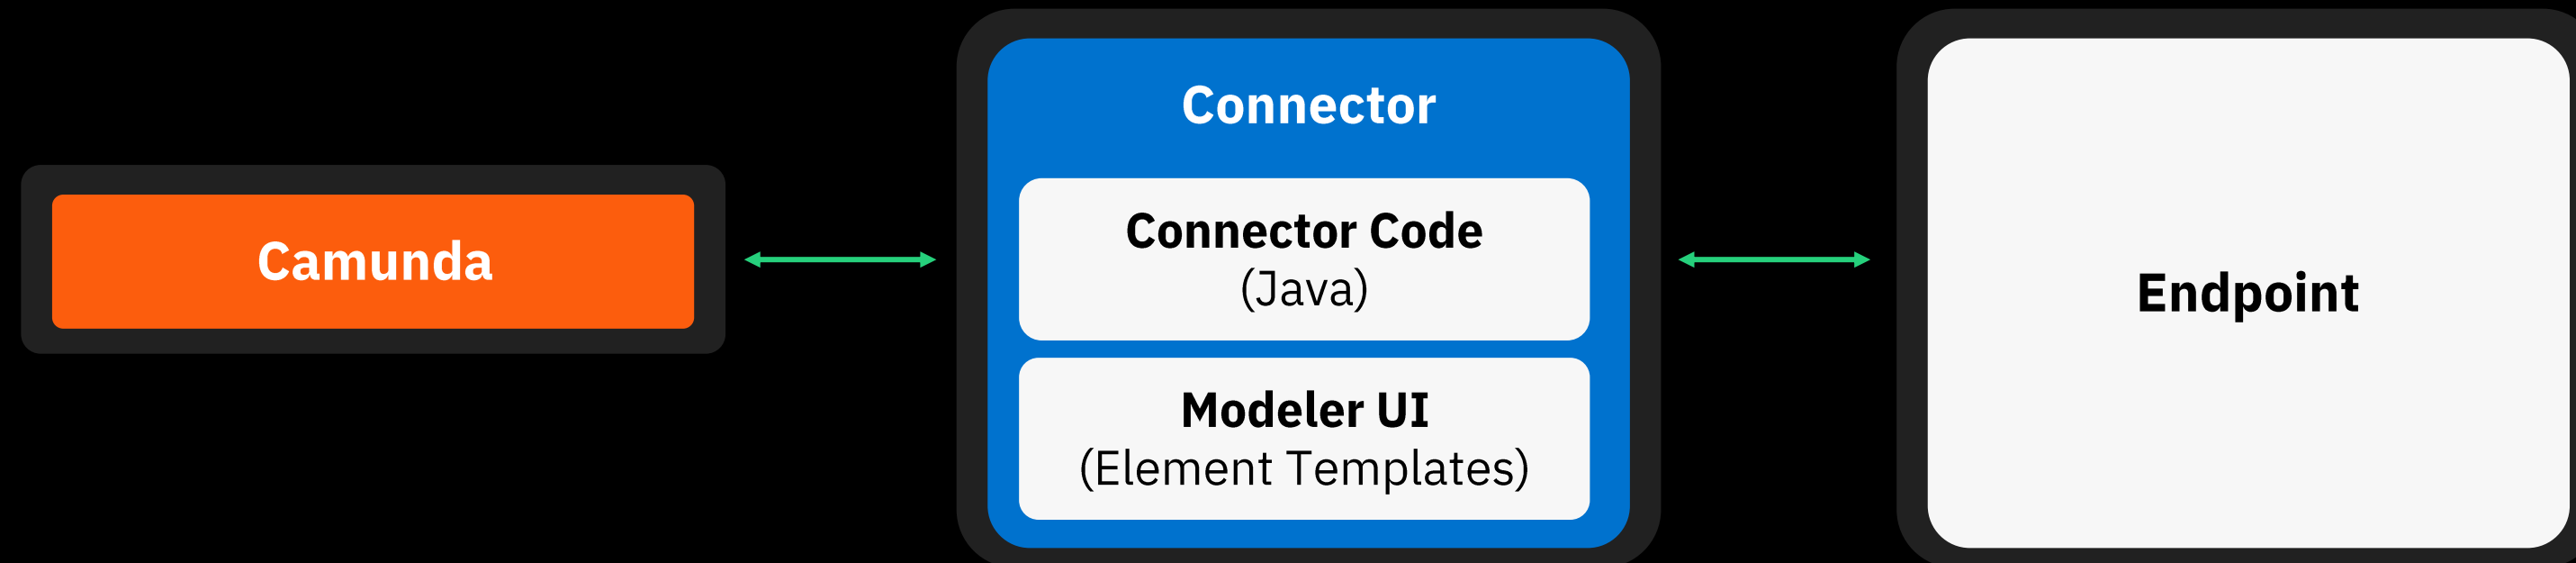 Camunda
Connector
Connector Code
(Java)
Modeler UI
(Element Templates)
Endpoint